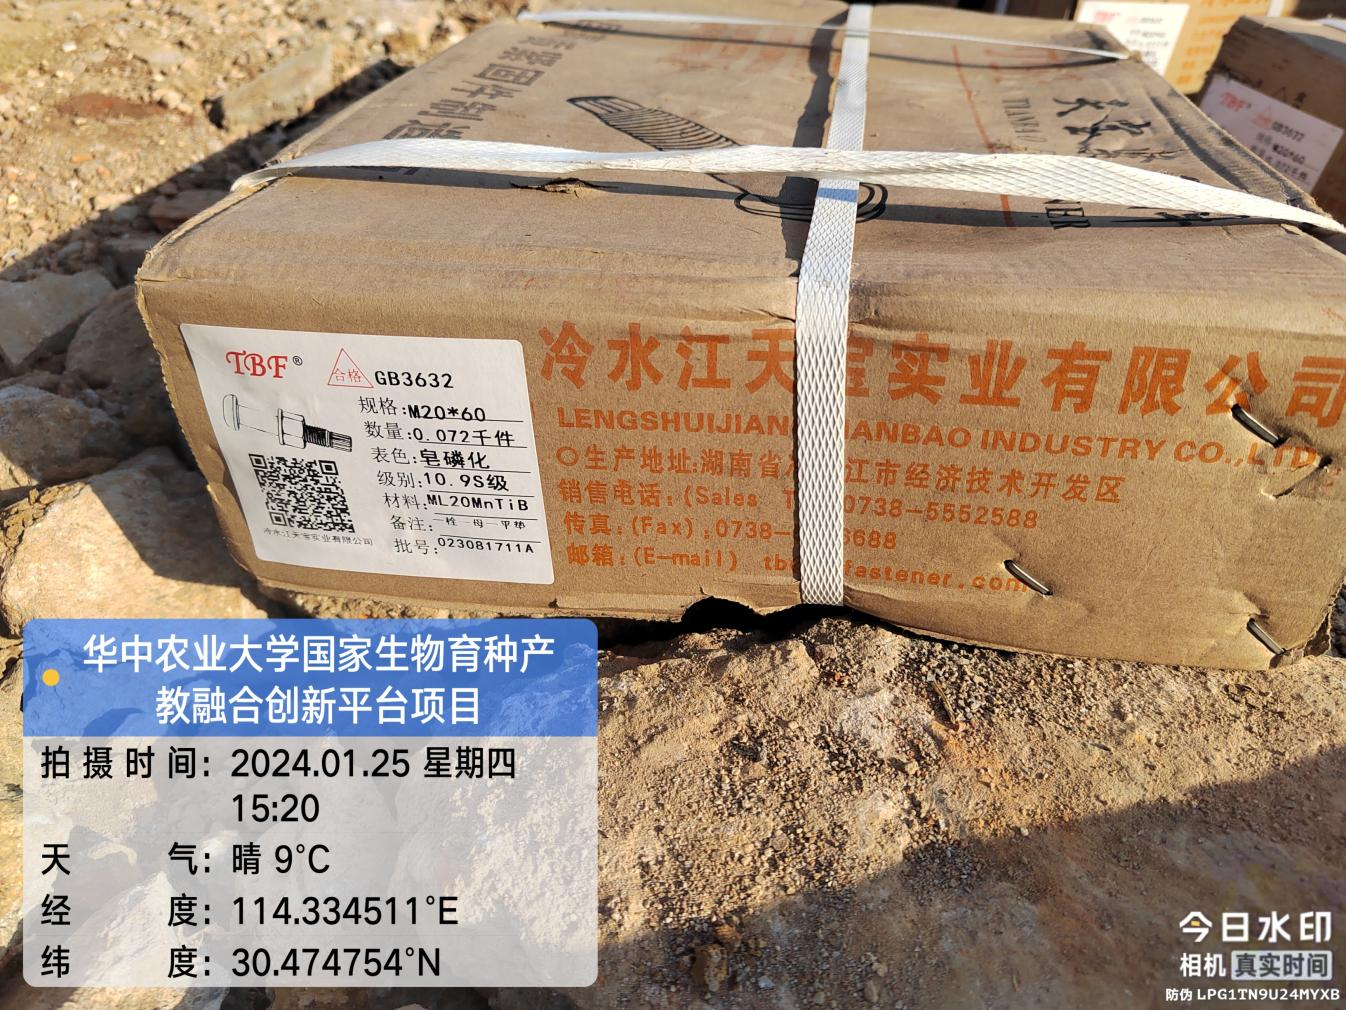 TBF® 合格 GB3632
规格:M20*60
数量:0.072千件
表色:皂磷化
级别:10.9S级
材料:ML20MnTiB
备注:一栓一母一平垫
批号:023081711A
冷水江天宝实业有限公司
冷水江天宝实业有限公司
LENGSHUIJIANG TIANBAO INDUSTRY CO.,LTD
生产地址:湖南省 江市经济技术开发区
销售电话:(Sales 0738-5552588
传真:(Fax):0738- 6688
邮箱:(E-mail) fastener.com
TBF
GB3632
M20*60
华中农业大学国家生物育种产
教融合创新平台项目
拍摄时间: 2024.01.25 星期四
15:20
天气: 晴 9°C
经度: 114.334511°E
纬度: 30.474754°N
今日水印
相机 真实时间
防伪 LPG1TN9U24MYXB